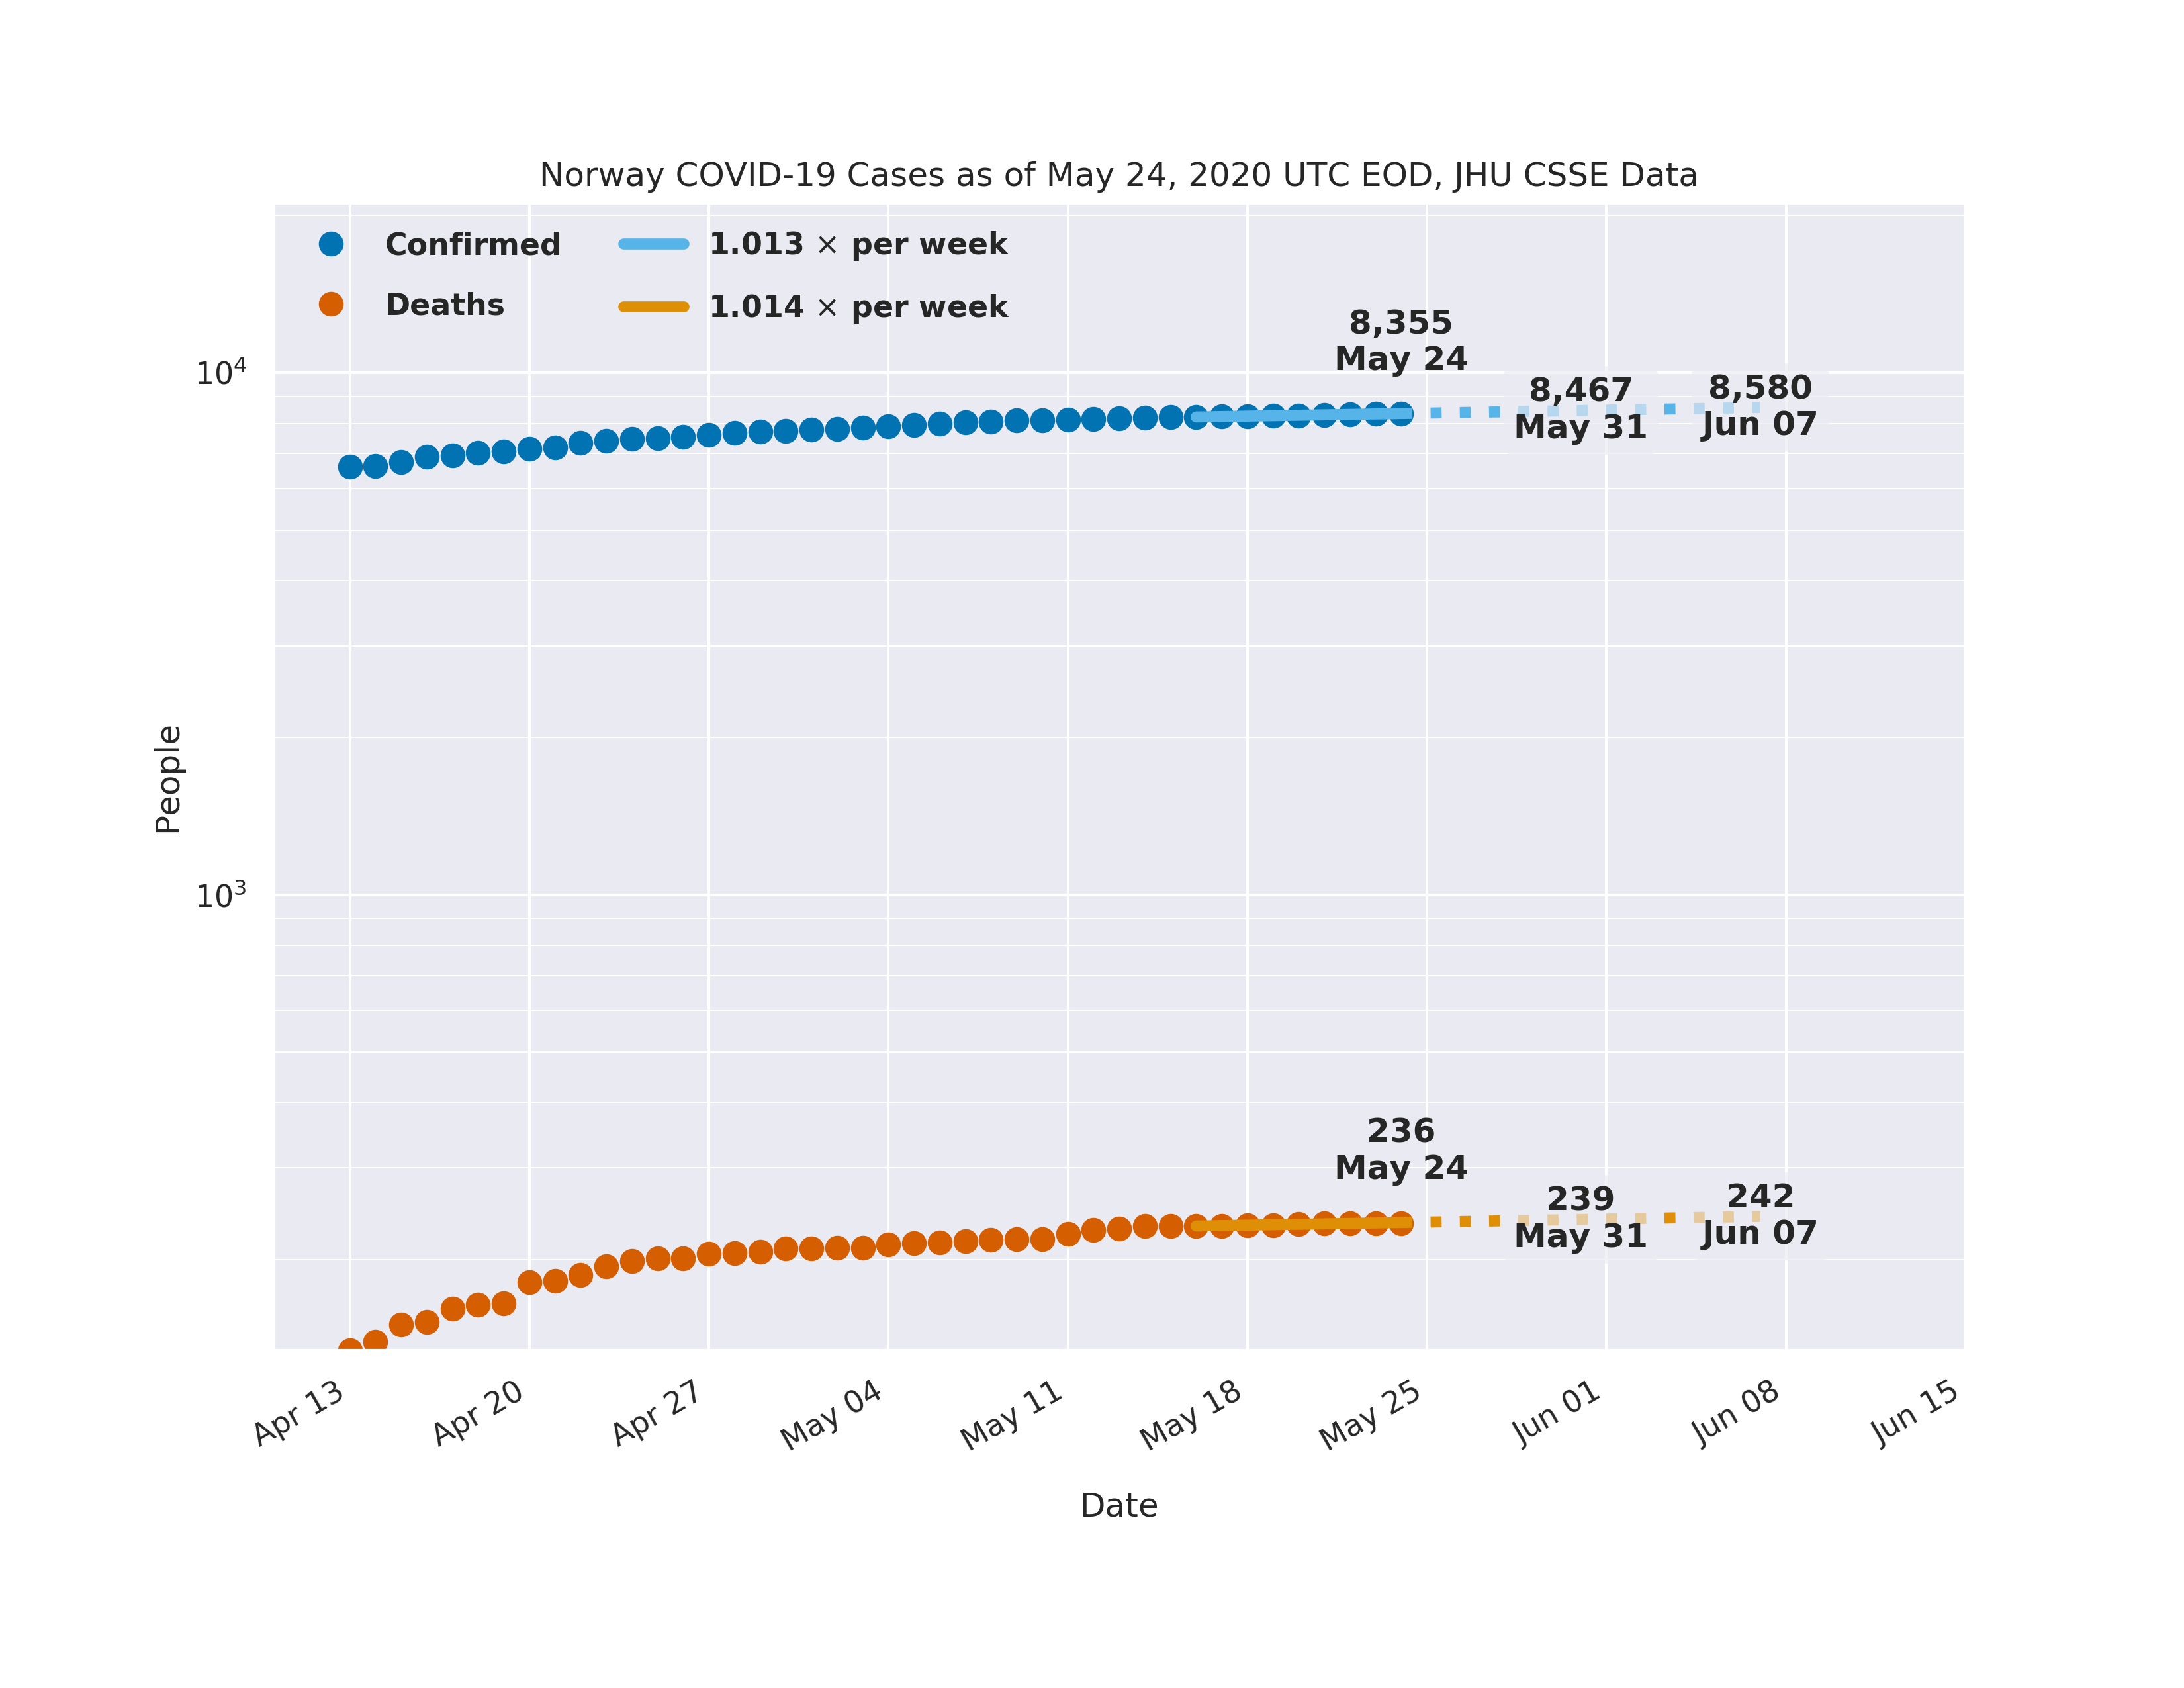 Norway COVID-19 Cases as of May 24, 2020 UTC EOD, JHU CSSE Data
Confirmed
Deaths
1.013 × per week
1.014 × per week
8,355
May 24
8,467
May 31
8,580
Jun 07
236
May 24
239
May 31
242
Jun 07
10⁴
10³
People
Apr 13
Apr 20
Apr 27
May 04
May 11
May 18
May 25
Jun 01
Jun 08
Jun 15
Date